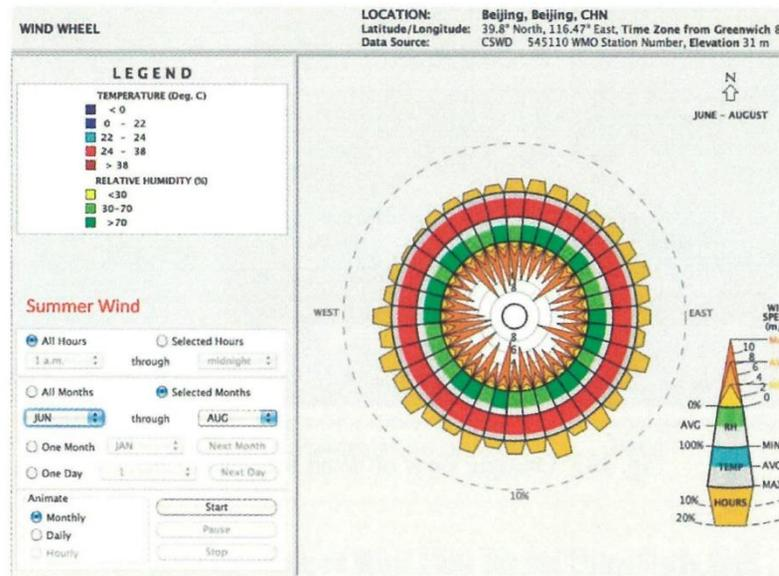 WIND WHEEL
LOCATION: Beijing, Beijing, CHN
Latitude/Longitude: 39.8° North, 116.47° East, Time Zone from Greenwich 8
Data Source: CSWD 545110 WMO Station Number, Elevation 31 m
LEGEND
TEMPERATURE (Deg. C)
< 0
0 - 22
22 - 24
24 - 38
> 38
RELATIVE HUMIDITY (%)
<30
30-70
>70
Summer Wind
All Hours Selected Hours
1 a.m. through midnight
All Months Selected Months
JUN through AUG
One Month JAN Next Month
One Day 1 Next Day
Animate
Monthly
Daily
Hourly
Start
Pause
Stop
N
JUNE - AUGUST
WEST
EAST
8
8
6
10%
10
8
6
4
2
0
0%
AVG RH
100% MIN
TEMP AVG
MAX
10% HOURS
20%